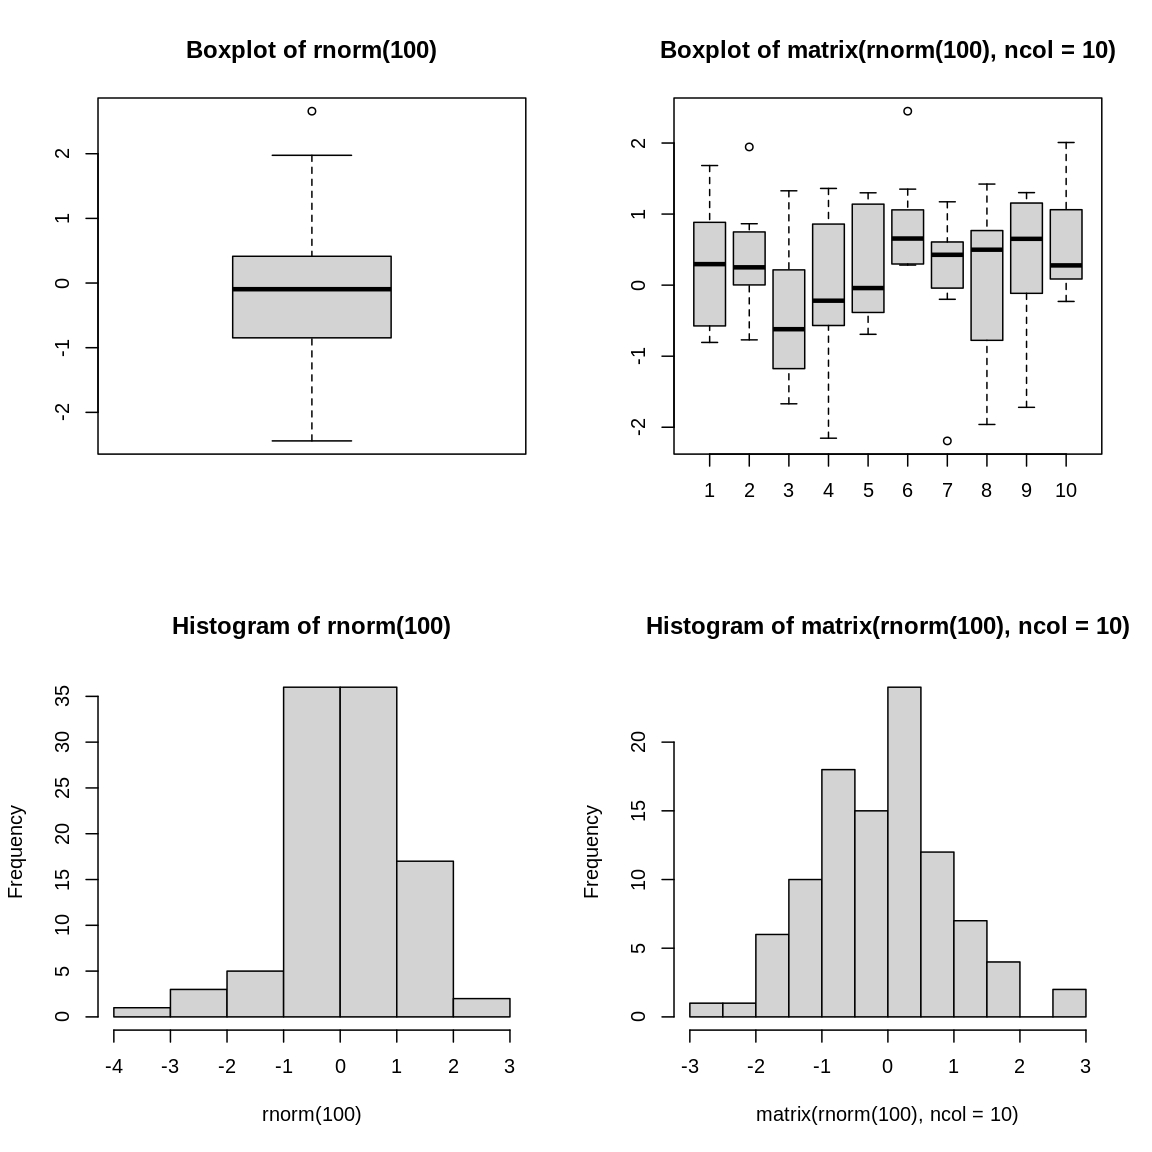 Boxplot of rnorm(100)
2
1
0
-1
-2
Boxplot of matrix(rnorm(100), ncol = 10)
2
1
0
-1
-2
1 2 3 4 5 6 7 8 9 10
Histogram of rnorm(100)
Frequency
35
30
25
20
15
10
5
0
-4 -3 -2 -1 0 1 2 3
rnorm(100)
Histogram of matrix(rnorm(100), ncol = 10)
Frequency
20
15
10
5
0
-3 -2 -1 0 1 2 3
matrix(rnorm(100), ncol = 10)